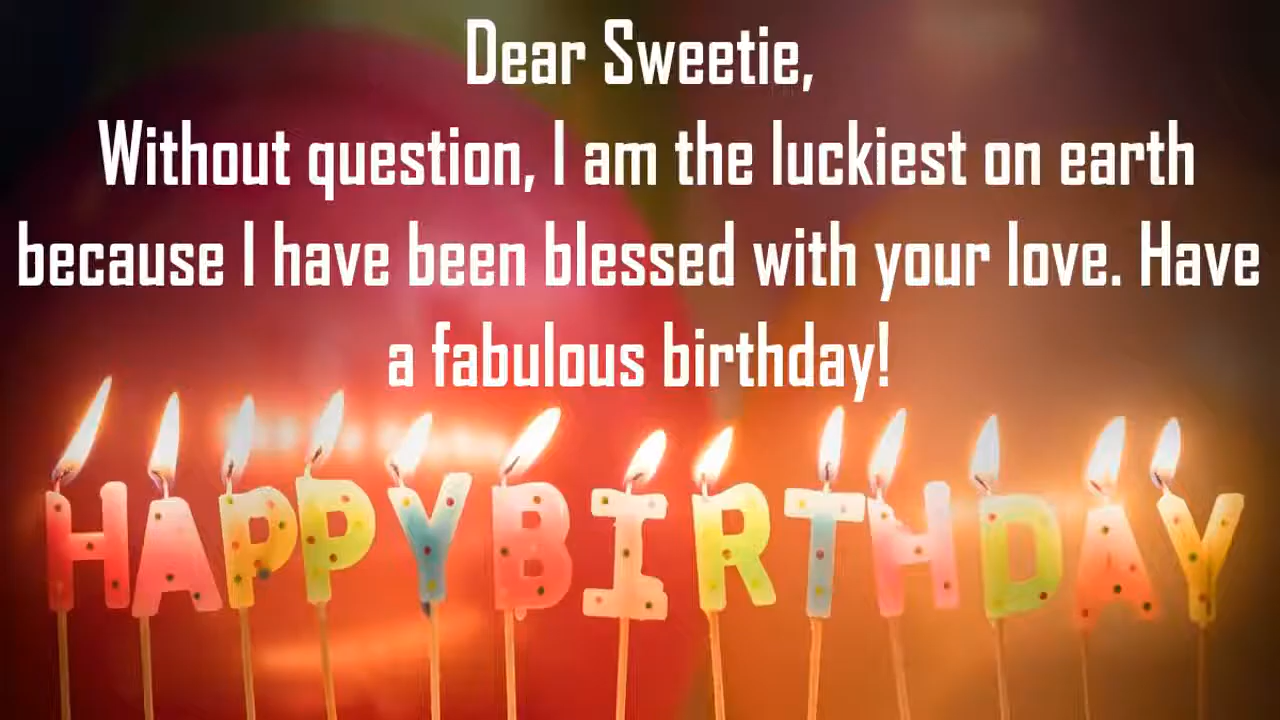 Dear Sweetie,
Without question, I am the luckiest on earth
because I have been blessed with your love. Have
a fabulous birthday!
HAPPY BIRTHDAY